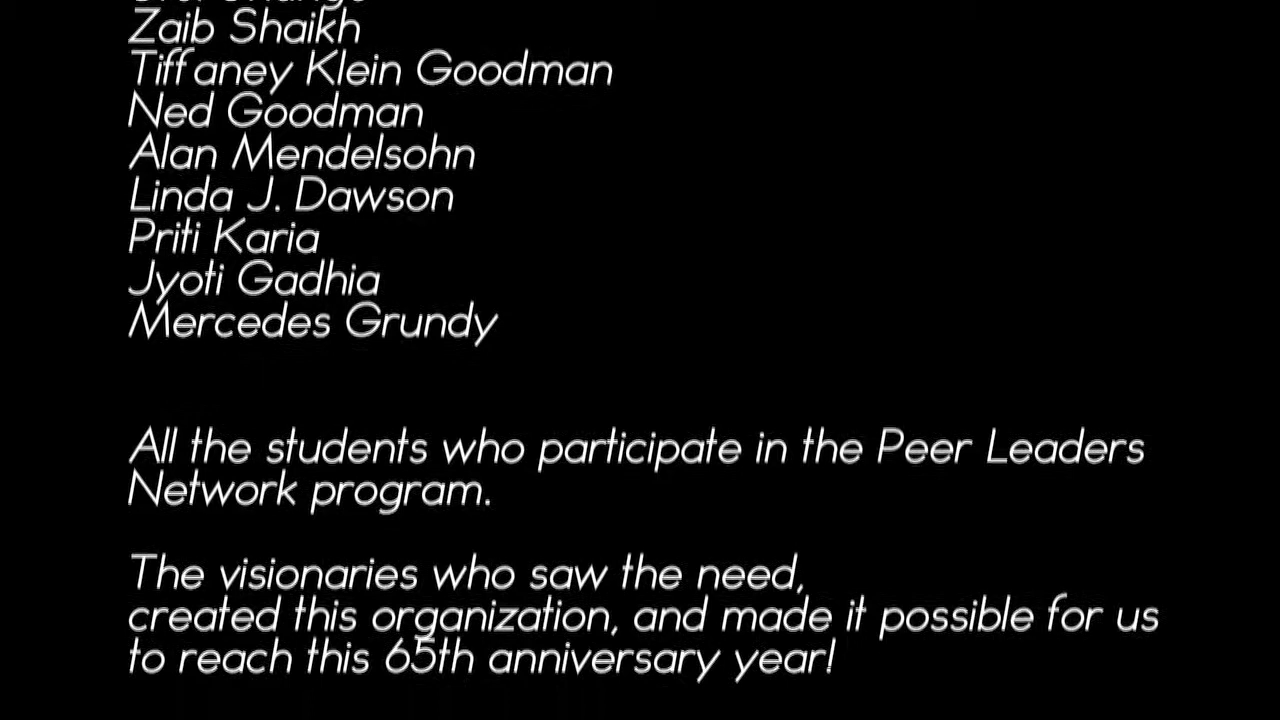 Zaib Shaikh
Tiffaney Klein Goodman
Ned Goodman
Alan Mendelsohn
Linda J. Dawson
Priti Karia
Jyoti Gadhia
Mercedes Grundy
All the students who participate in the Peer Leaders
Network program.
The visionaries who saw the need,
created this organization, and made it possible for us
to reach this 65th anniversary year!